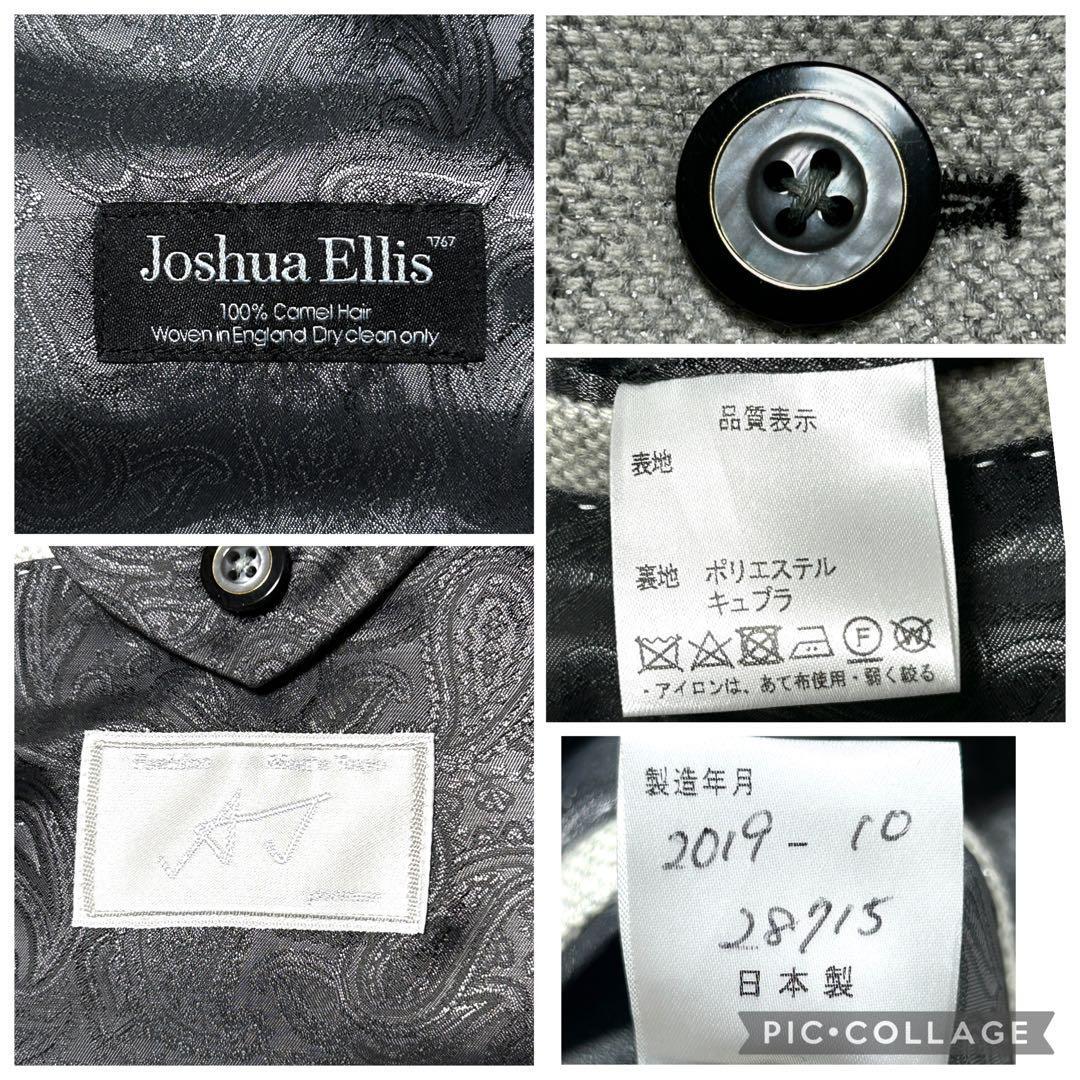 Joshua Ellis 1767
100% Camel Hair
Woven in England Dry clean only
品質表示
表地
裏地 ポリエステル
キュプラ
F
W
・アイロンは、あて布使用・弱く絞る
AJ
製造年月
2019-10
28715
日本製
PIC•COLLAGE